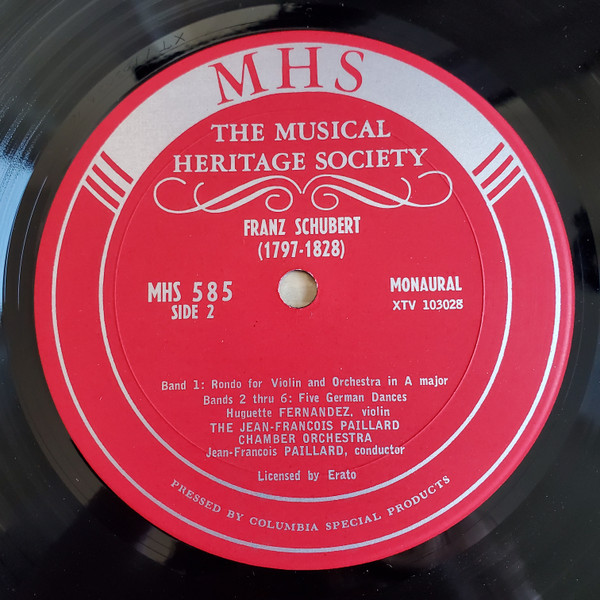 MHS
THE MUSICAL
HERITAGE SOCIETY
FRANZ SCHUBERT
(1797-1828)
MHS 585
SIDE 2
MONAURAL
XTV 103028
Band 1: Rondo for Violin and Orchestra in A major
Bands 2 thru 6: Five German Dances
Huguette FERNANDEZ, violin
THE JEAN-FRANCOIS PAILLARD
CHAMBER ORCHESTRA
Jean-Francois PAILLARD, conductor
Licensed by Erato
PRESSED BY COLUMBIA SPECIAL PRODUCTS